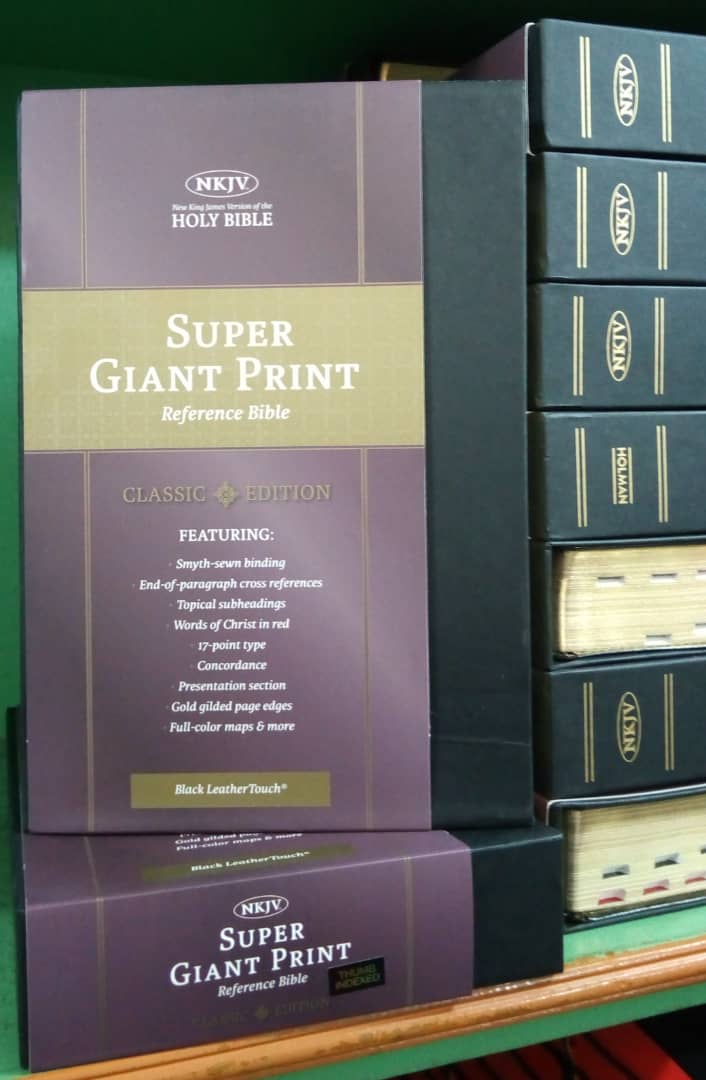 NKJV
New King James Version of the
HOLY BIBLE
SUPER
GIANT PRINT
Reference Bible
CLASSIC EDITION
FEATURING:
Smyth-sewn binding
End-of-paragraph cross references
Topical subheadings
Words of Christ in red
17-point type
Concordance
Presentation section
Gold gilded page edges
Full-color maps & more
Black LeatherTouch®
Gold gilded page
Full-color maps & more
Black LeatherTouch®
NKJV
SUPER
GIANT PRINT
Reference Bible
THUMB
INDEXED
CLASSIC EDITION
NKJV
NKJV
NKJV
HOLMAN
NKJV